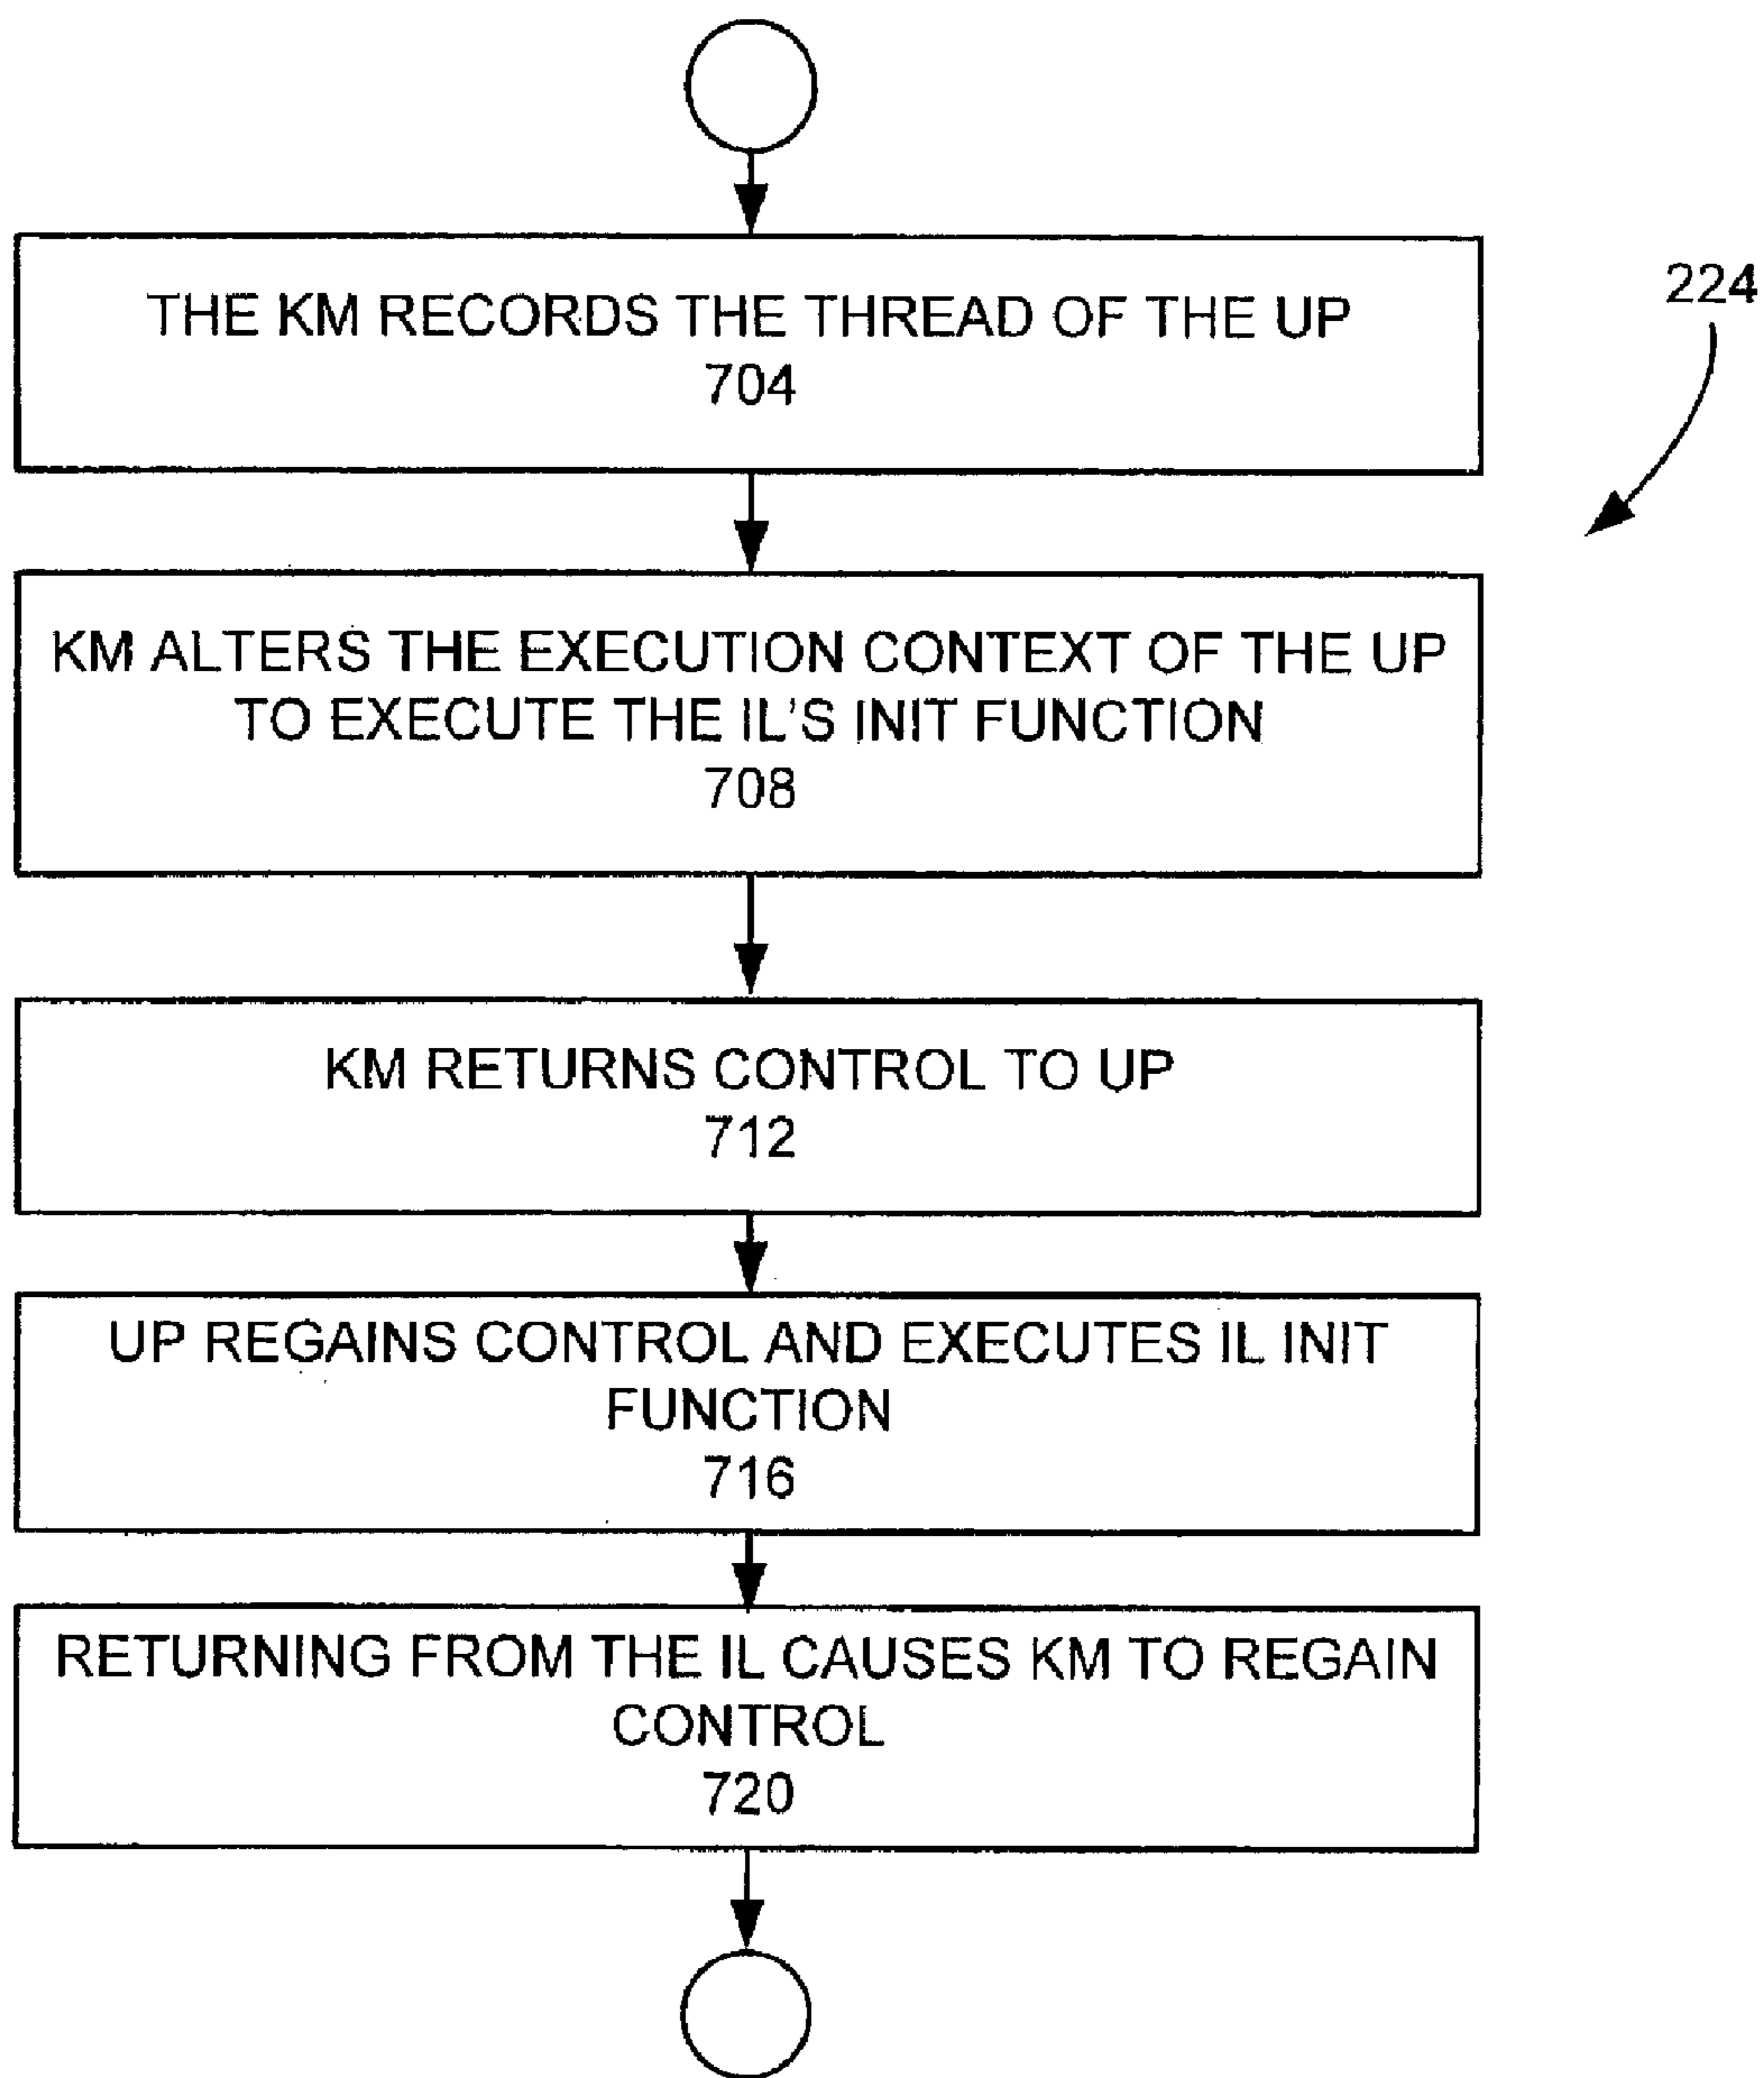 THE KM RECORDS THE THREAD OF THE UP
704
224
KM ALTERS THE EXECUTION CONTEXT OF THE UP
TO EXECUTE THE IL'S INIT FUNCTION
708
KM RETURNS CONTROL TO UP
712
UP REGAINS CONTROL AND EXECUTES IL INIT
FUNCTION
716
RETURNING FROM THE IL CAUSES KM TO REGAIN
CONTROL
720